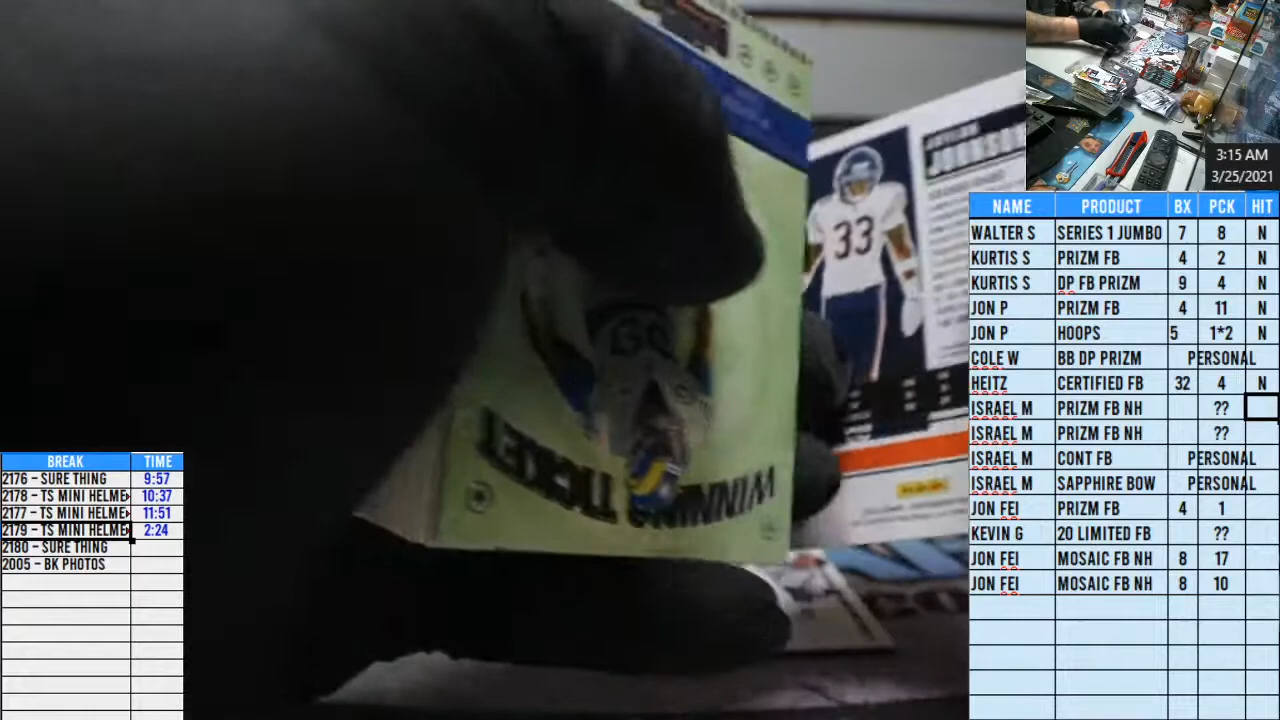 3:15 AM
3/25/2021
NAME PRODUCT BX PCK HIT
WALTER S SERIES 1 JUMBO 7 8 N
KURTIS S PRIZM FB 4 2 N
KURTIS S DP FB PRIZM 9 4 N
JON P PRIZM FB 4 11 N
JON P HOOPS 5 1*2 N
COLE W BB DP PRIZM PERSONAL
HEITZ CERTIFIED FB 32 4 N
ISRAEL M PRIZM FB NH ??
ISRAEL M PRIZM FB NH ??
ISRAEL M CONT FB PERSONAL
ISRAEL M SAPPHIRE BOW PERSONAL
JON FEI PRIZM FB 4 1
KEVIN G 20 LIMITED FB ??
JON FEI MOSAIC FB NH 8 17
JON FEI MOSAIC FB NH 8 10
BREAK TIME
2176 – SURE THING 9:57
2178 – TS MINI HELME 10:37
2177 – TS MINI HELME 11:51
2179 – TS MINI HELME 2:24
2180 – SURE THING
2005 – BK PHOTOS
JOHNSON
33
WINNING TICKET